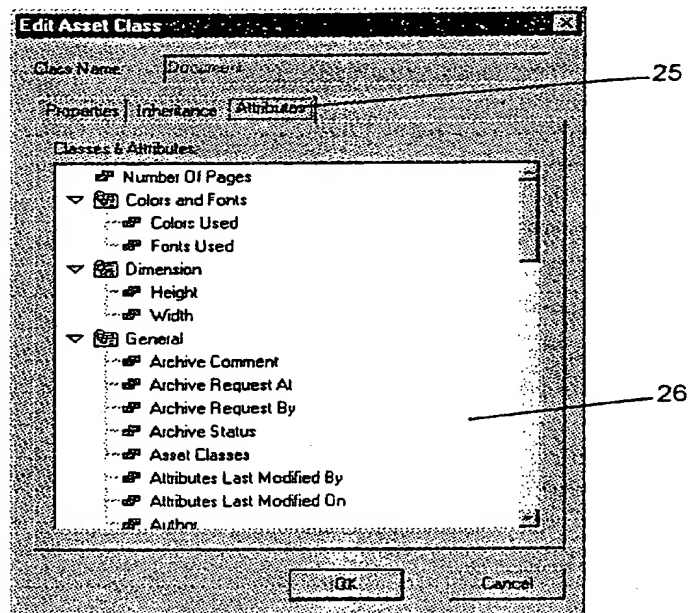 Edit Asset Class
Class Name: Document
25
Properties Inheritance Attributes
Classes & Attributes:
Number Of Pages
Colors and Fonts
Colors Used
Fonts Used
Dimension
Height
Width
General
Archive Comment
Archive Request At
Archive Request By
26
Archive Status
Asset Classes
Attributes Last Modified By
Attributes Last Modified On
Author
OK Cancel